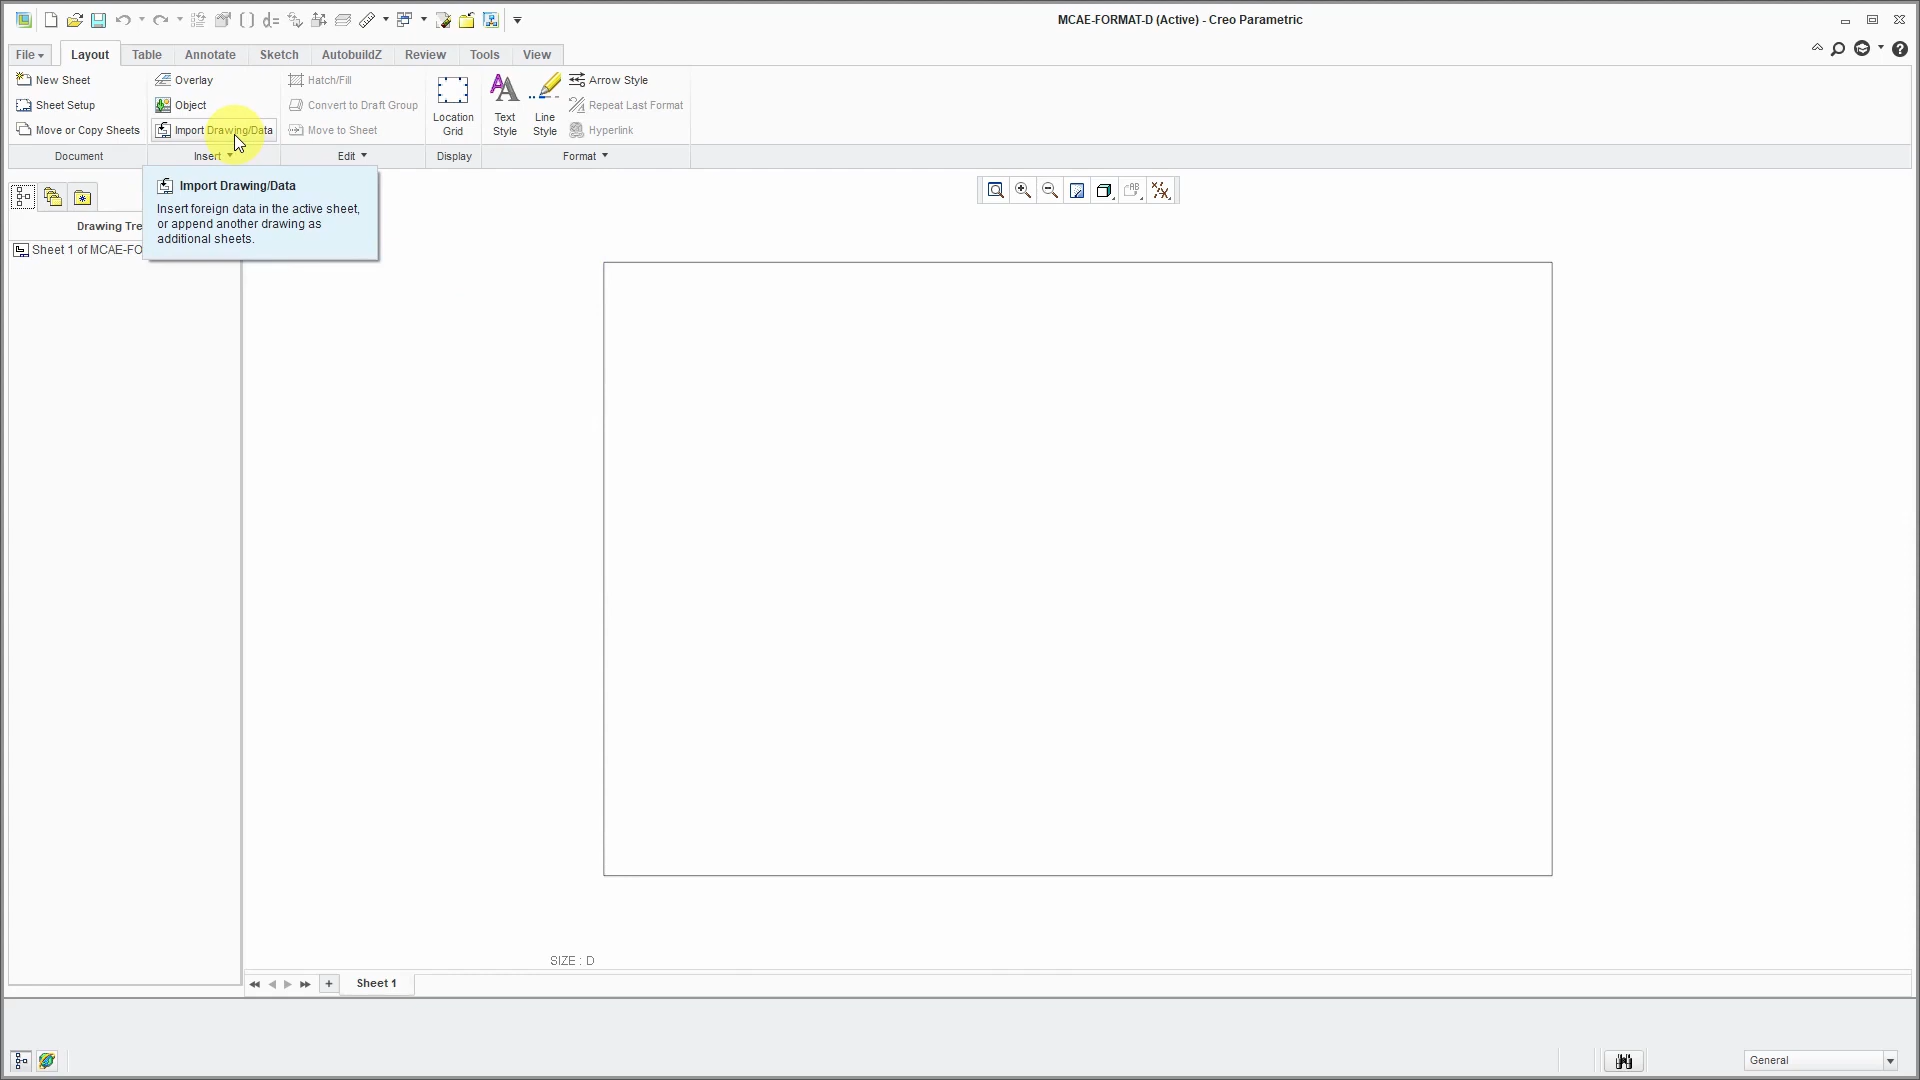 MCAE-FORMAT-D (Active) - Creo Parametric
File Layout Table Annotate Sketch AutobuildZ Review Tools View
New Sheet
Sheet Setup
Move or Copy Sheets
Document
Overlay
Object
Import Drawing/Data
Insert
Hatch/Fill
Convert to Draft Group
Move to Sheet
Edit
Location
Grid
Display
Text
Style
Line
Style
Arrow Style
Repeat Last Format
Hyperlink
Format
Import Drawing/Data
Insert foreign data in the active sheet,
or append another drawing as
additional sheets.
Drawing Tre
Sheet 1 of MCAE-FO
SIZE : D
Sheet 1
General